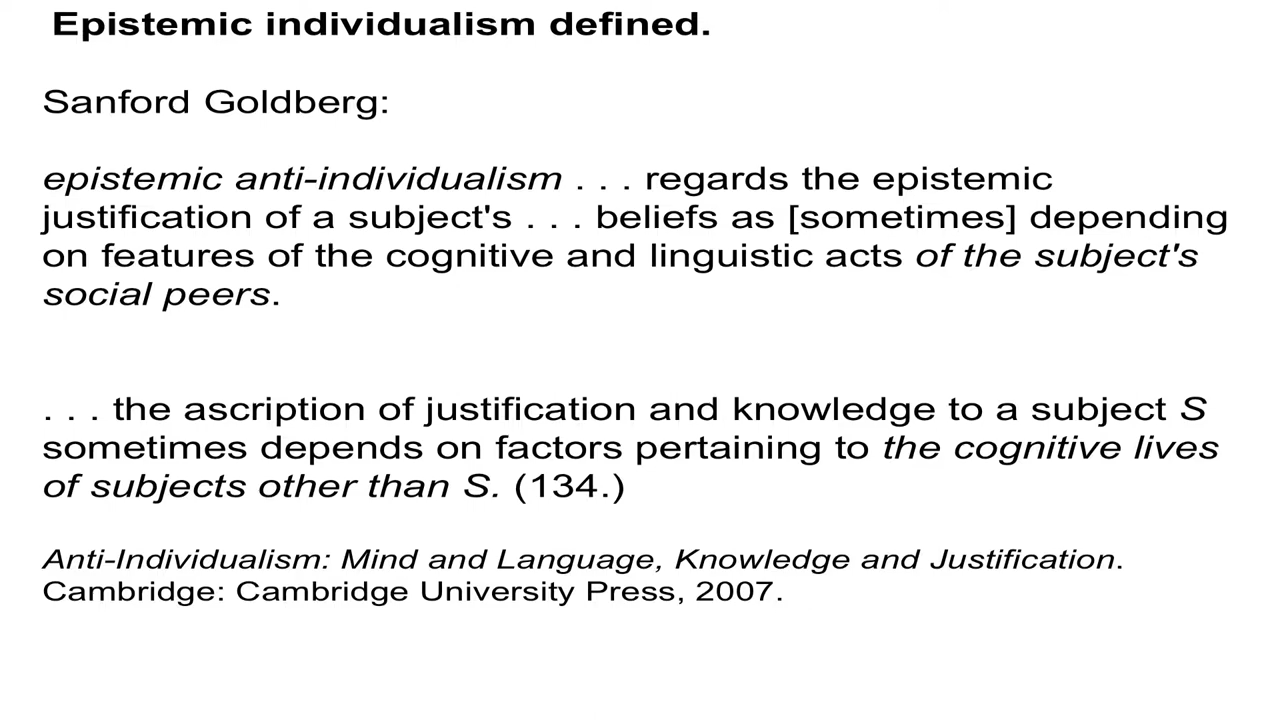 Epistemic individualism defined.
Sanford Goldberg:
epistemic anti-individualism . . . regards the epistemic
justification of a subject's . . . beliefs as [sometimes] depending
on features of the cognitive and linguistic acts of the subject's
social peers.
. . . the ascription of justification and knowledge to a subject S
sometimes depends on factors pertaining to the cognitive lives
of subjects other than S. (134.)
Anti-Individualism: Mind and Language, Knowledge and Justification.
Cambridge: Cambridge University Press, 2007.